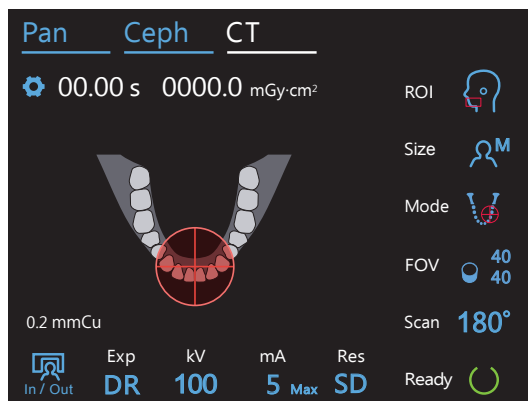 Pan Ceph CT
00.00 s 0000.0 mGy·cm²
ROI
Size M
Mode
FOV 40
40
0.2 mmCu
Scan 180°
Exp kV mA Res
In / Out DR 100 5 Max SD
Ready